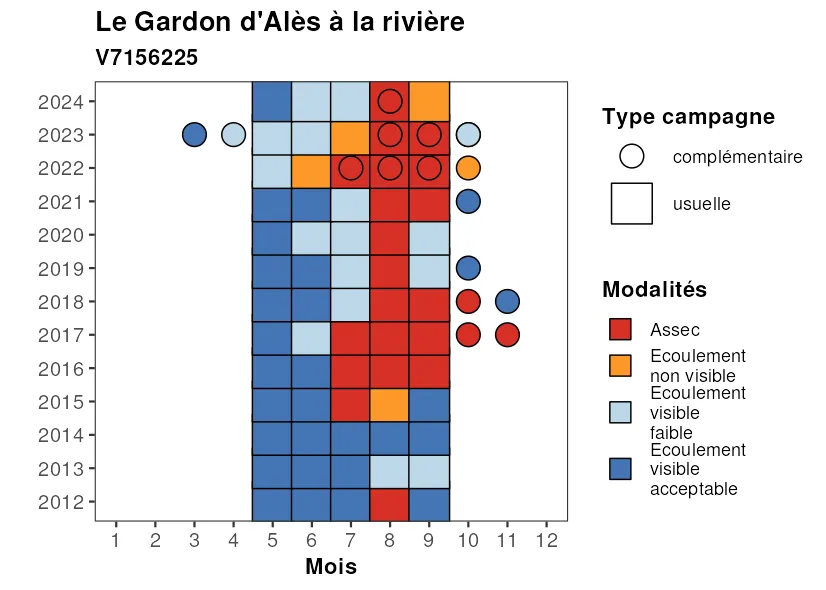 Le Gardon d'Alès à la rivière
V7156225
2024
2023
2022
2021
2020
2019
2018
2017
2016
2015
2014
2013
2012
1 2 3 4 5 6 7 8 9 10 11 12
Mois
Type campagne
complémentaire
usuelle
Modalités
Assec
Ecoulement
non visible
Ecoulement
visible
faible
Ecoulement
visible
acceptable